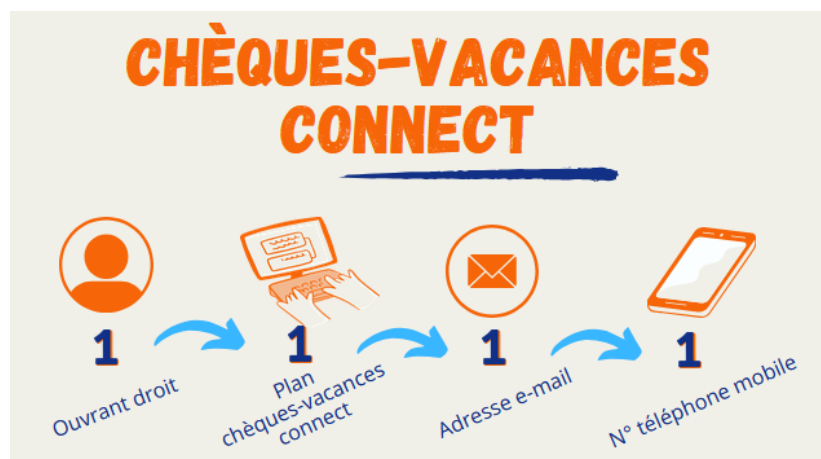 CHÈQUES-VACANCES
CONNECT
1
Ouvrant droit
1
Plan
chèques-vacances
connect
1
Adresse e-mail
1
N° téléphone mobile